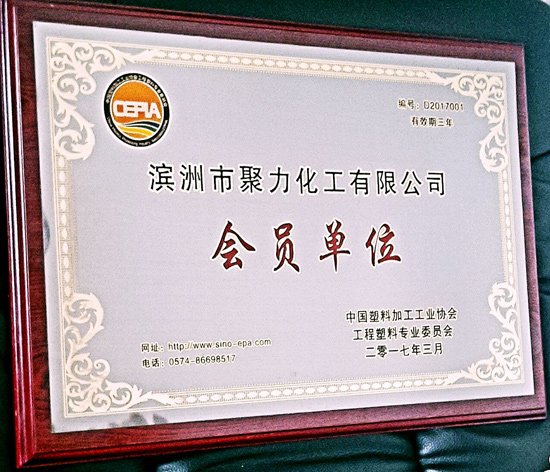 CEPIA
编号：D2017001
有效期三年
滨洲市聚力化工有限公司
会员单位
中国塑料加工工业协会
工程塑料专业委员会
二零一七年三月
网址：http://www.sino-epa.com
电话：0574-86698517